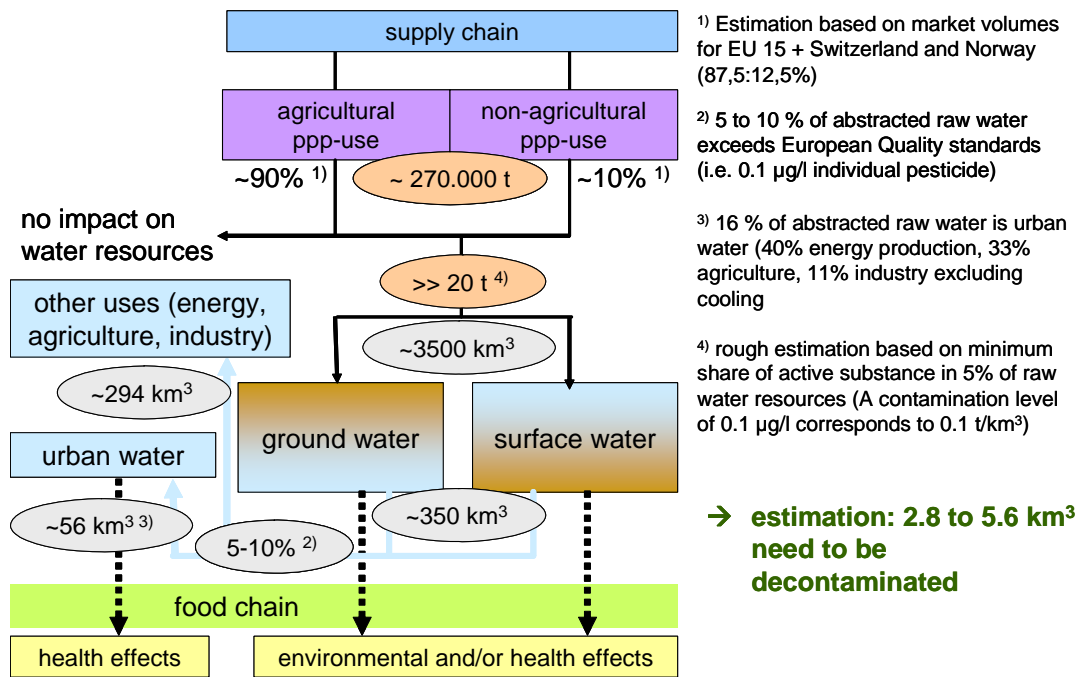 supply chain
agricultural
ppp-use
non-agricultural
ppp-use
~90% ¹⁾
~ 270.000 t
~10% ¹⁾
no impact on
water resources
>> 20 t ⁴⁾
other uses (energy,
agriculture, industry)
~3500 km³
~294 km³
ground water
surface water
urban water
~56 km³ ³⁾
~350 km³
5-10% ²⁾
food chain
health effects
environmental and/or health effects
¹⁾ Estimation based on market volumes
for EU 15 + Switzerland and Norway
(87,5:12,5%)
²⁾ 5 to 10 % of abstracted raw water
exceeds European Quality standards
(i.e. 0.1 µg/l individual pesticide)
³⁾ 16 % of abstracted raw water is urban
water (40% energy production, 33%
agriculture, 11% industry excluding
cooling
⁴⁾ rough estimation based on minimum
share of active substance in 5% of raw
water resources (A contamination level
of 0.1 µg/l corresponds to 0.1 t/km³)
→ estimation: 2.8 to 5.6 km³
need to be
decontaminated